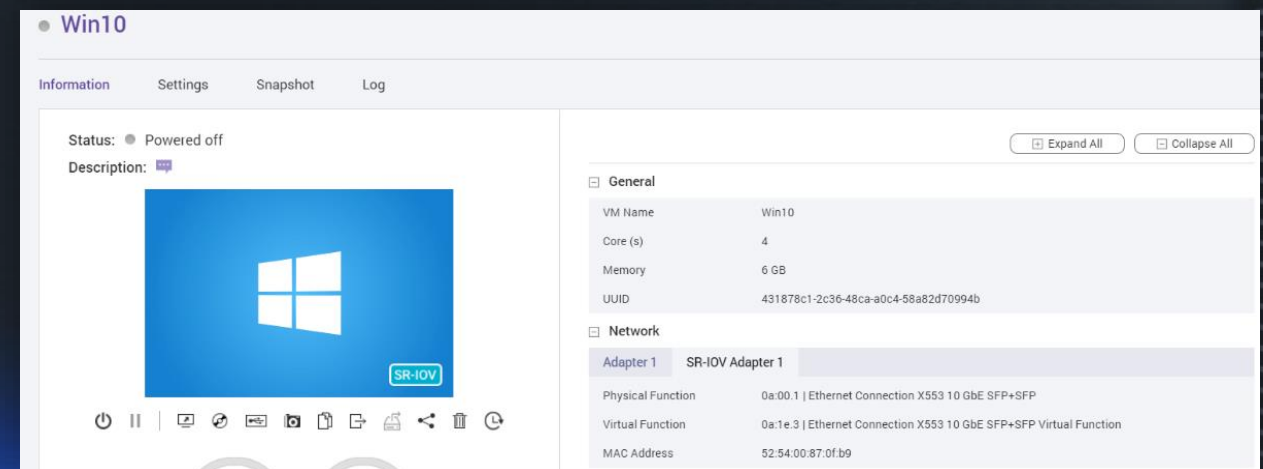 Win10
Information Settings Snapshot Log
Status: Powered off
Description:
SR-IOV
Expand All Collapse All
General
VM Name Win10
Core (s) 4
Memory 6 GB
UUID 431878c1-2c36-48ca-a0c4-58a82d70994b
Network
Adapter 1 SR-IOV Adapter 1
Physical Function 0a:00.1 | Ethernet Connection X553 10 GbE SFP+SFP
Virtual Function 0a:1e.3 | Ethernet Connection X553 10 GbE SFP+SFP Virtual Function
MAC Address 52:54:00:87:0f:b9